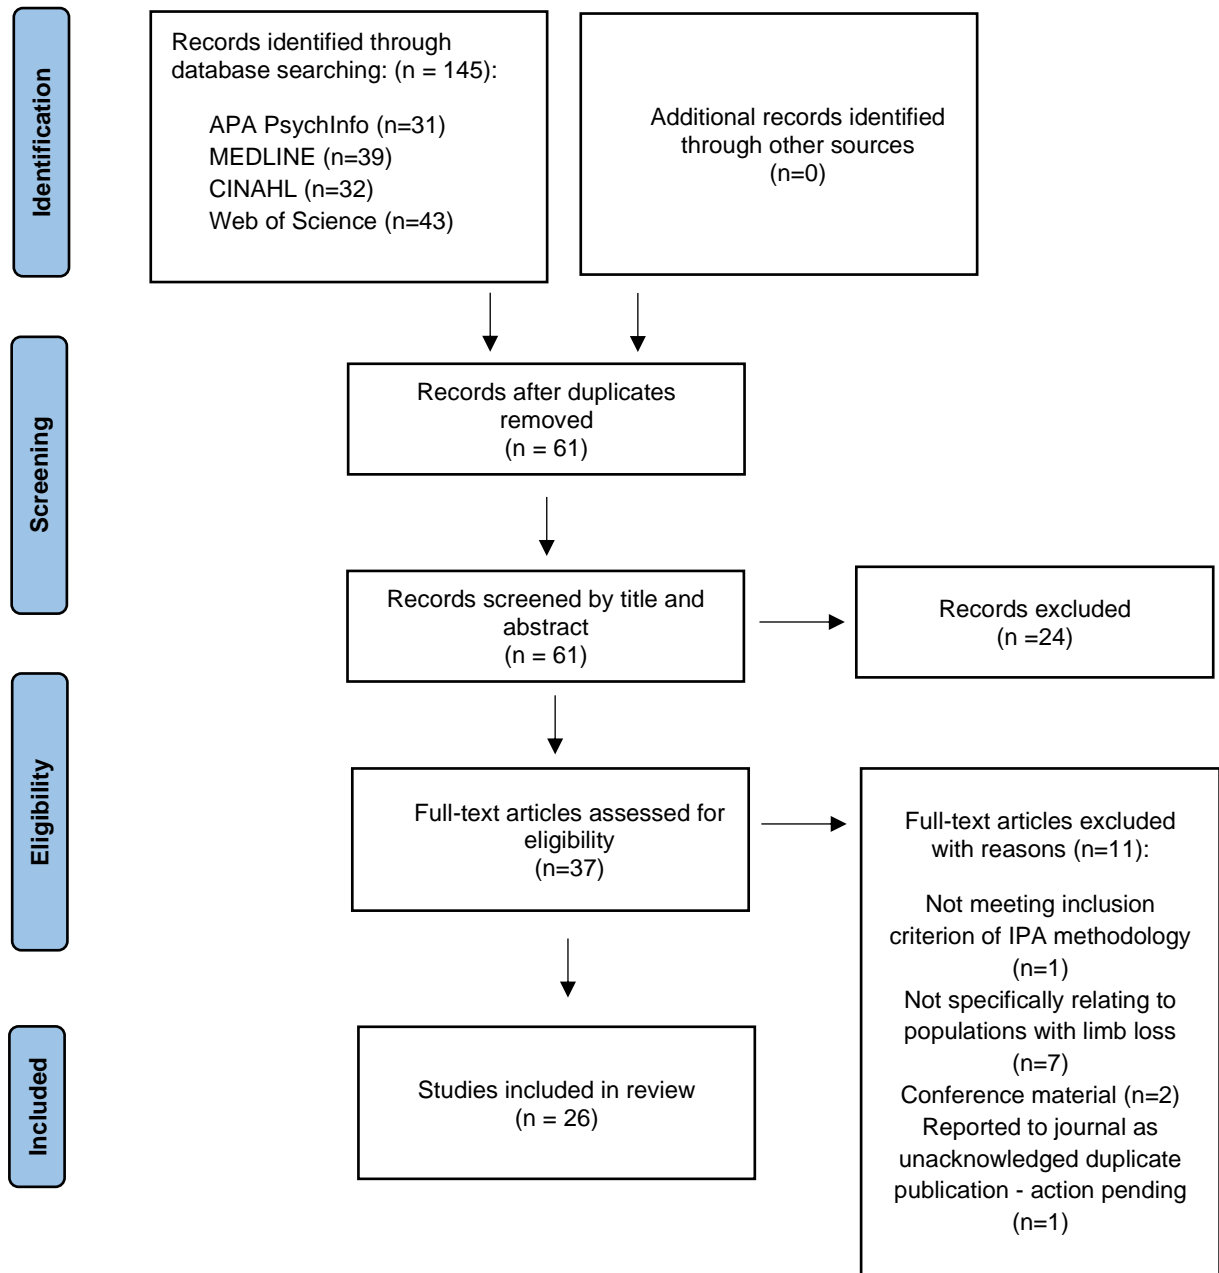 Identification
Records identified through
database searching: (n = 145):
APA PsychInfo (n=31)
MEDLINE (n=39)
CINAHL (n=32)
Web of Science (n=43)
Additional records identified
through other sources
(n=0)
Screening
Records after duplicates
removed
(n = 61)
Records screened by title and
abstract
(n = 61)
Records excluded
(n =24)
Eligibility
Full-text articles assessed for
eligibility
(n=37)
Full-text articles excluded
with reasons (n=11):
Not meeting inclusion
criterion of IPA methodology
(n=1)
Not specifically relating to
populations with limb loss
(n=7)
Conference material (n=2)
Reported to journal as
unacknowledged duplicate
publication - action pending
(n=1)
Included
Studies included in review
(n = 26)